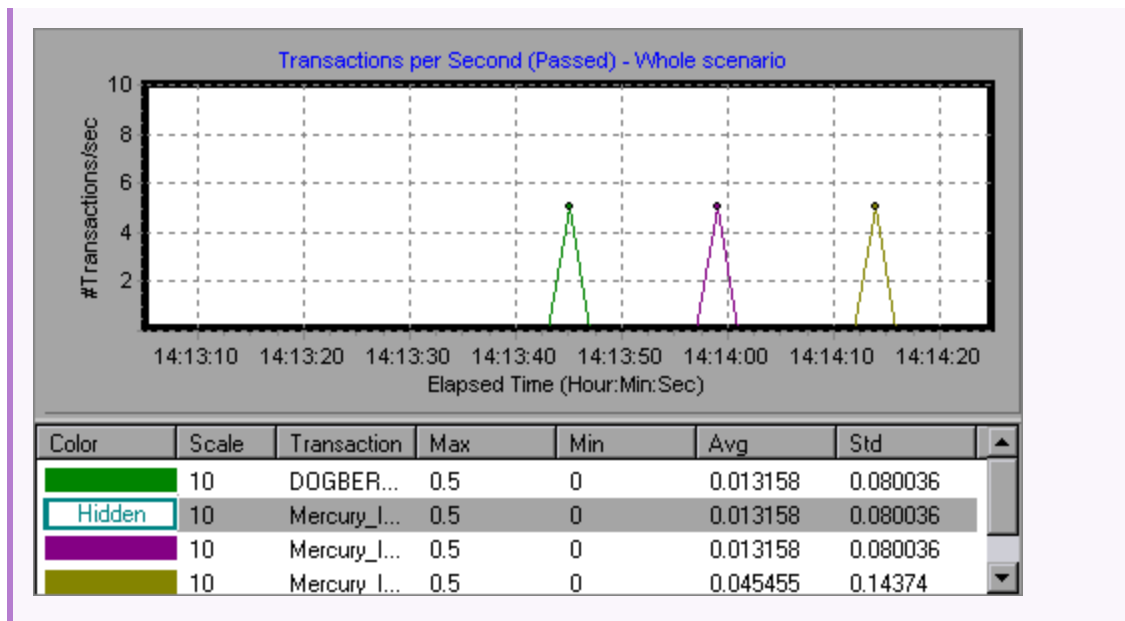 Transactions per Second (Passed) - Whole scenario
10
8
6
4
2
#Transactions/sec
14:13:10 14:13:20 14:13:30 14:13:40 14:13:50 14:14:00 14:14:10 14:14:20
Elapsed Time (Hour:Min:Sec)
Color Scale Transaction Max Min Avg Std
10 DOGBER... 0.5 0 0.013158 0.080036
Hidden 10 Mercury_I... 0.5 0 0.013158 0.080036
10 Mercury_I... 0.5 0 0.013158 0.080036
10 Mercury_I... 0.5 0 0.045455 0.14374